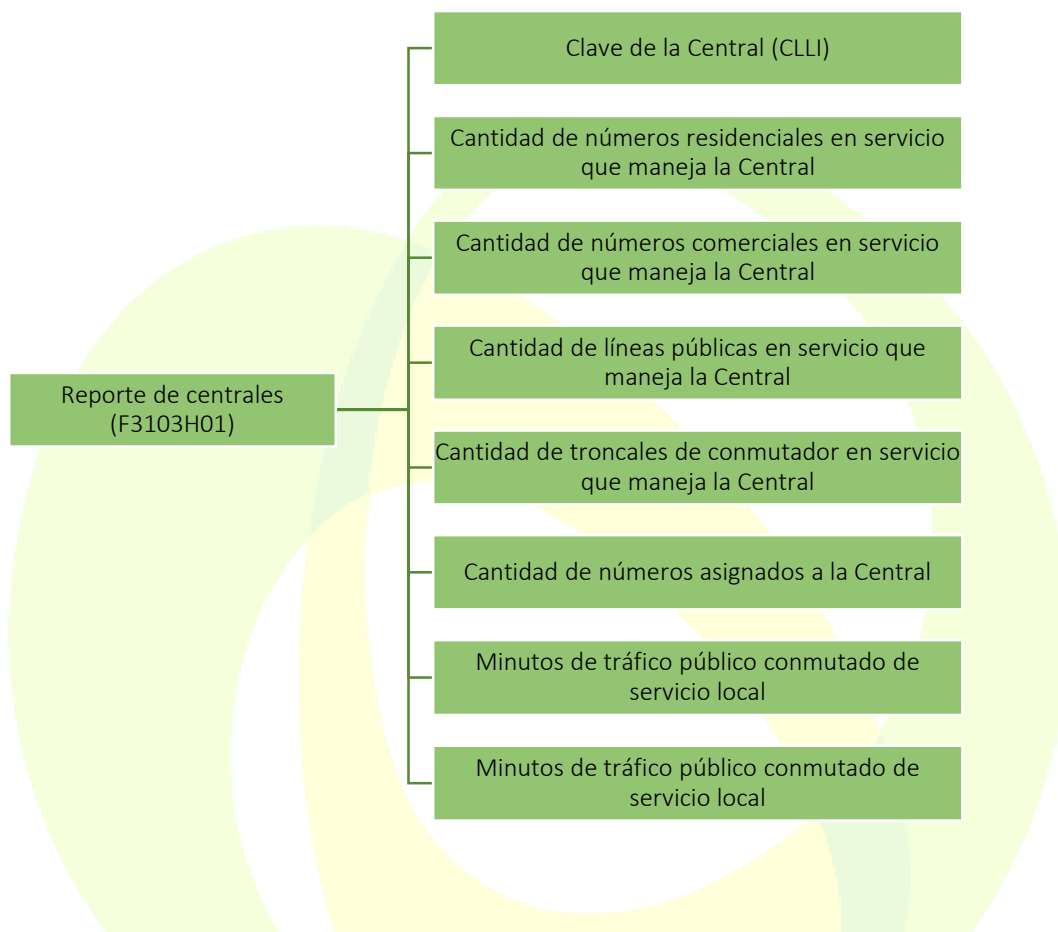 Clave de la Central (CLLI)
Cantidad de números residenciales en servicio
que maneja la Central
Cantidad de números comerciales en servicio
que maneja la Central
Cantidad de líneas públicas en servicio que
maneja la Central
Reporte de centrales
(F3103H01)
Cantidad de troncales de conmutador en servicio
que maneja la Central
Cantidad de números asignados a la Central
Minutos de tráfico público conmutado de
servicio local
Minutos de tráfico público conmutado de
servicio local